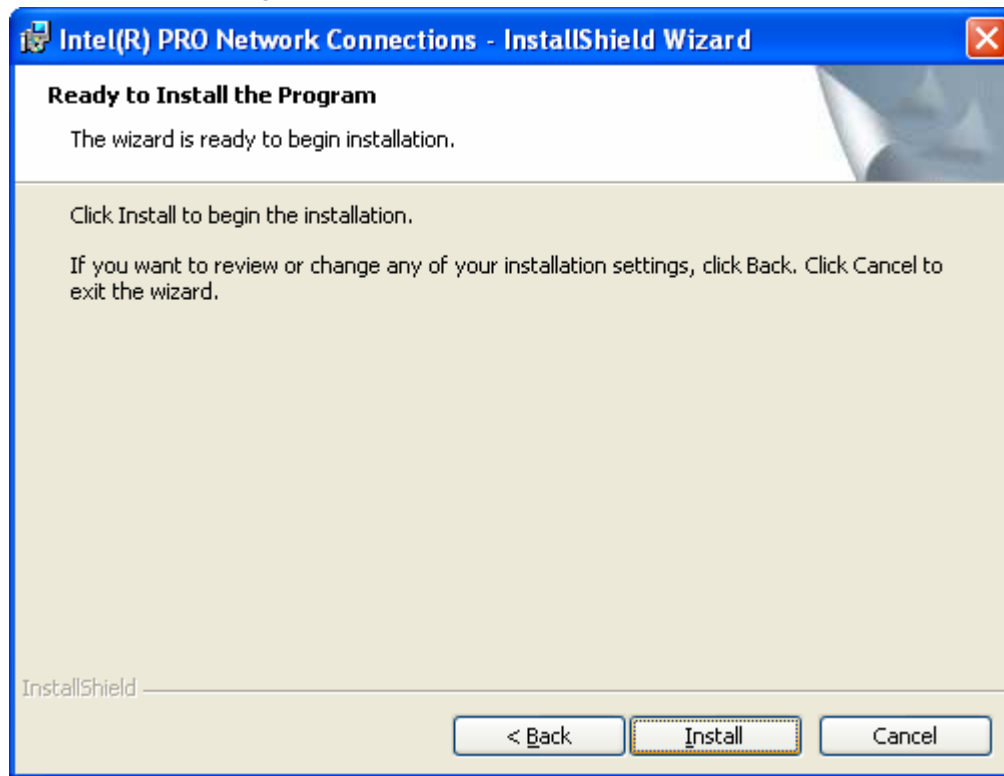 Intel(R) PRO Network Connections - InstallShield Wizard
Ready to Install the Program
The wizard is ready to begin installation.
Click Install to begin the installation.
If you want to review or change any of your installation settings, click Back. Click Cancel to
exit the wizard.
InstallShield
< Back Install Cancel